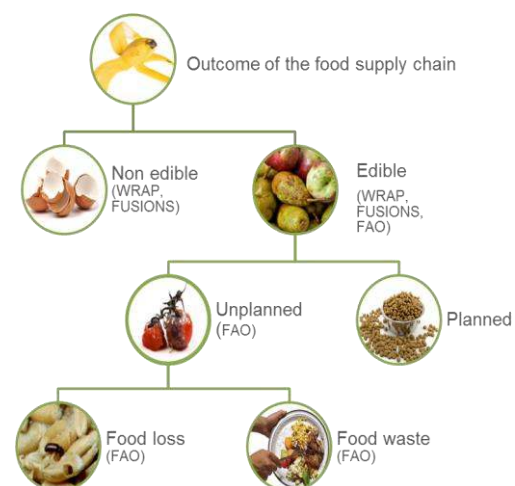 Outcome of the food supply chain
Non edible
(WRAP,
FUSIONS)
Edible
(WRAP,
FUSIONS,
FAO)
Unplanned
(FAO)
Planned
Food loss
(FAO)
Food waste
(FAO)